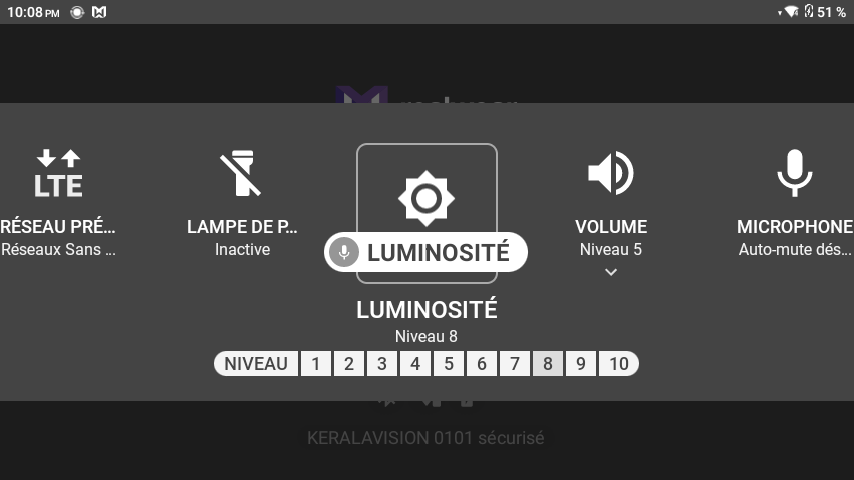 10:08 PM
51 %
LTE
RÉSEAU PRÉ...
Réseaux Sans ...
LAMPE DE P...
Inactive
LUMINOSITÉ
VOLUME
Niveau 5
MICROPHONE
Auto-mute dés...
LUMINOSITÉ
Niveau 8
NIVEAU 1 2 3 4 5 6 7 8 9 10
KERALAVISION 0101 sécurisé